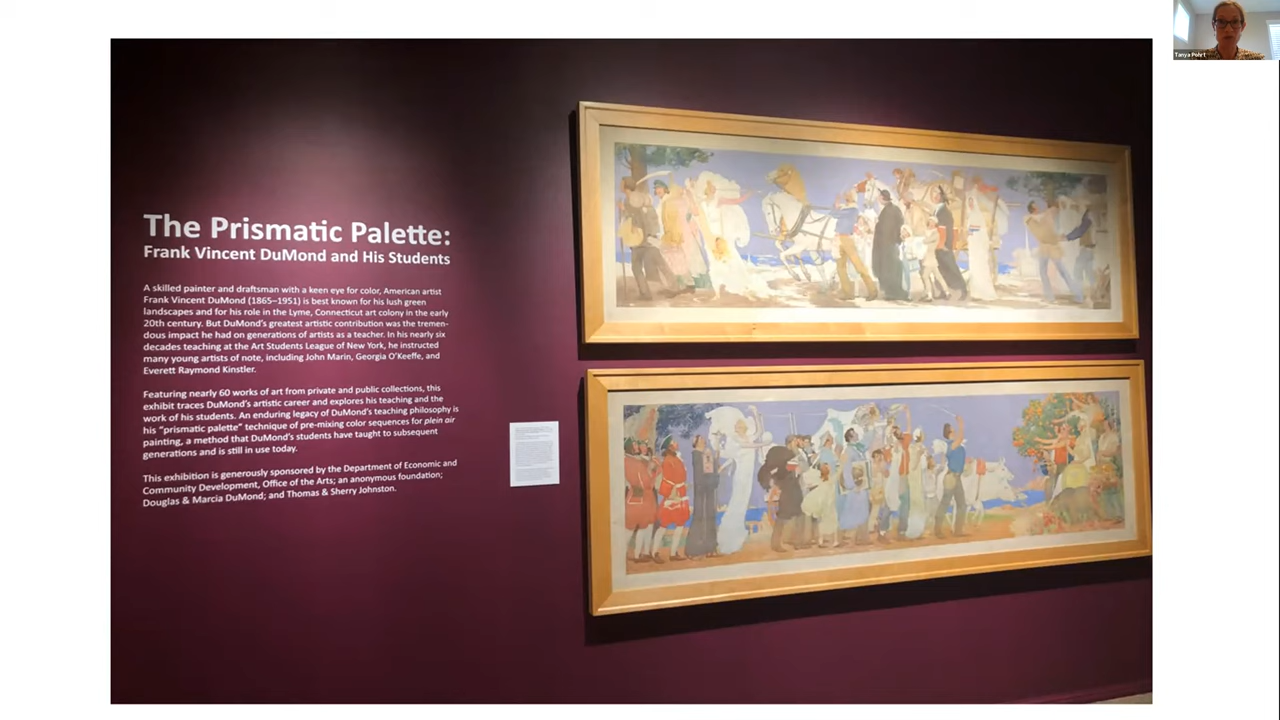 Tanya Pohrt
The Prismatic Palette:
Frank Vincent DuMond and His Students
A skilled painter and draftsman with a keen eye for color, American artist
Frank Vincent DuMond (1865–1951) is best known for his lush green
landscapes and for his role in the Lyme, Connecticut art colony in the early
20th century. But DuMond's greatest artistic contribution was the tremen-
dous impact he had on generations of artists as a teacher. In his nearly six
decades teaching at the Art Students League of New York, he instructed
many young artists of note, including John Marin, Georgia O'Keeffe, and
Everett Raymond Kinstler.
Featuring nearly 60 works of art from private and public collections, this
exhibit traces DuMond's artistic career and explores his teaching and the
work of his students. An enduring legacy of DuMond's teaching philosophy is
his "prismatic palette" technique of pre-mixing color sequences for plein air
painting, a method that DuMond's students have taught to subsequent
generations and is still in use today.
This exhibition is generously sponsored by the Department of Economic and
Community Development, Office of the Arts; an anonymous foundation;
Douglas & Marcia DuMond; and Thomas & Sherry Johnston.